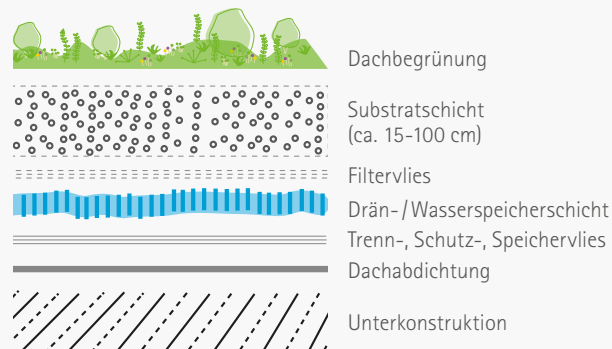 Dachbegrünung
Substratschicht
(ca. 15-100 cm)
Filtervlies
Drän- / Wasserspeicherschicht
Trenn-, Schutz-, Speichervlies
Dachabdichtung
Unterkonstruktion